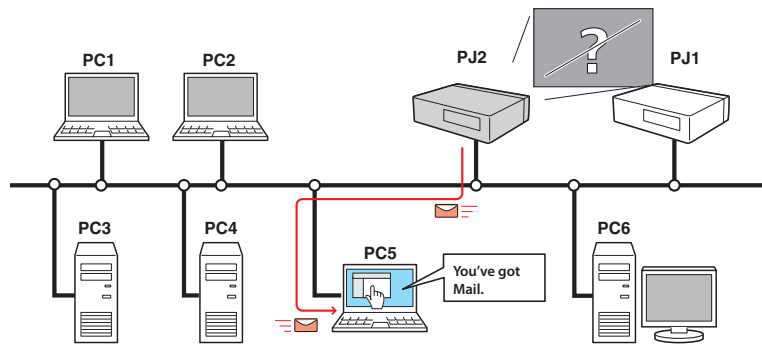 PJ2
PJ1
PC1
PC2
?
PC3
PC4
PC5
PC6
You've got
Mail.